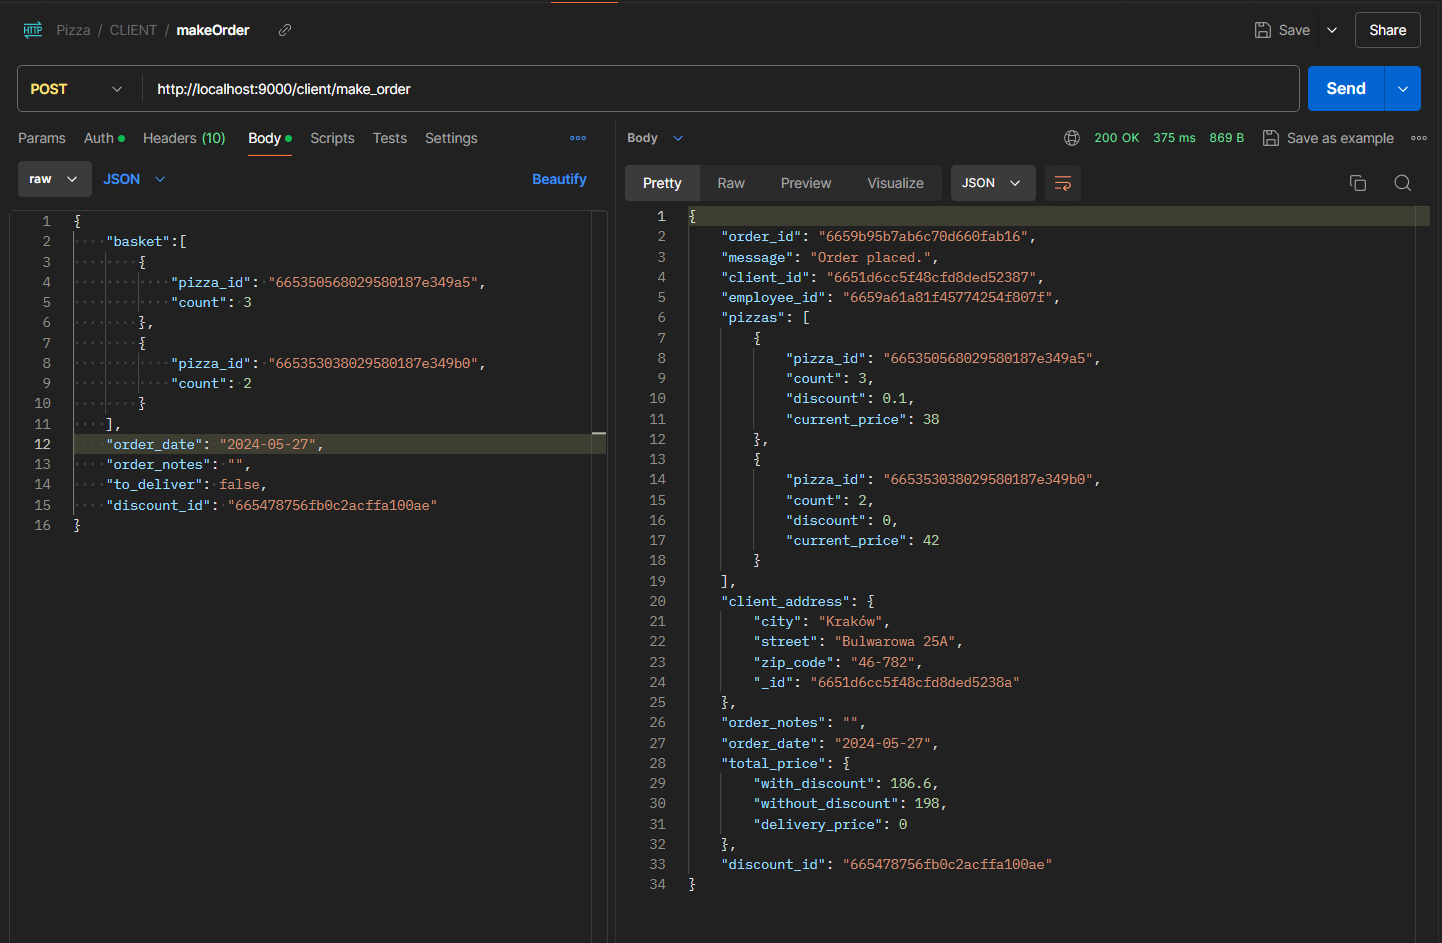 HTTP Pizza / CLIENT / makeOrder
Save
Share
POST
http://localhost:9000/client/make_order
Send
Params Auth Headers (10) Body Scripts Tests Settings
Body
200 OK 375 ms 869 B Save as example
raw JSON Beautify
Pretty Raw Preview Visualize JSON
1 {
2 "basket":[
3 {
4 "pizza_id": "665350568029580187e349a5",
5 "count": 3
6 },
7 {
8 "pizza_id": "665353038029580187e349b0",
9 "count": 2
10 }
11 ],
12 "order_date": "2024-05-27",
13 "order_notes": "",
14 "to_deliver": false,
15 "discount_id": "665478756fb0c2acffa100ae"
16 }
1 {
2 "order_id": "6659b95b7ab6c70d660fab16",
3 "message": "Order placed.",
4 "client_id": "6651d6cc5f48cfd8ded52387",
5 "employee_id": "6659a61a81f45774254f807f",
6 "pizzas": [
7 {
8 "pizza_id": "665350568029580187e349a5",
9 "count": 3,
10 "discount": 0.1,
11 "current_price": 38
12 },
13 {
14 "pizza_id": "665353038029580187e349b0",
15 "count": 2,
16 "discount": 0,
17 "current_price": 42
18 }
19 ],
20 "client_address": {
21 "city": "Kraków",
22 "street": "Bulwarowa 25A",
23 "zip_code": "46-782",
24 "_id": "6651d6cc5f48cfd8ded5238a"
25 },
26 "order_notes": "",
27 "order_date": "2024-05-27",
28 "total_price": {
29 "with_discount": 186.6,
30 "without_discount": 198,
31 "delivery_price": 0
32 },
33 "discount_id": "665478756fb0c2acffa100ae"
34 }